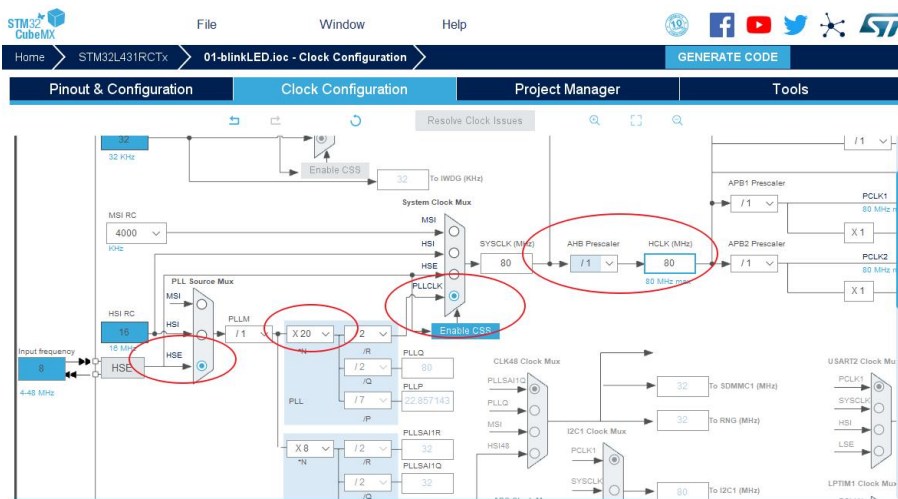 STM32
CubeMX
File
Window
Help
10
ST
Home
STM32L431RCTx
01-blinkLED.ioc - Clock Configuration
GENERATE CODE
Pinout & Configuration
Clock Configuration
Project Manager
Tools
Resolve Clock Issues
32
32 KHz
Enable CSS
32
To IWDG (KHz)
/ 1
APB1 Prescaler
/ 1
PCLK1
80 MHz m
X 1
System Clock Mux
MSI RC
4000
KHz
MSI
HSI
HSE
PLLCLK
SYSCLK (MHz)
80
AHB Prescaler
/ 1
HCLK (MHz)
80
80 MHz max
APB2 Prescaler
/ 1
PCLK2
80 MHz m
X 1
Enable CSS
PLL Source Mux
MSI
HSI
HSE
HSI RC
16
16 MHz
PLLM
/ 1
Input frequency
8
4-48 MHz
HSE
X 20
*N
/ 2
/R
PLLQ
/ 2
80
/Q
PLLP
PLL
/ 7
22.857143
/P
PLLSAI1R
X 8
*N
/ 2
32
/R
PLLSAI1Q
/ 2
32
/Q
CLK48 Clock Mux
PLLSAI1Q
PLLQ
MSI
HSI48
32
To SDMMC1 (MHz)
32
To RNG (MHz)
I2C1 Clock Mux
PCLK1
SYSCLK
80
To I2C1 (MHz)
USART2 Clock Mu
PCLK1
SYSCLK
HSI
LSE
LPTIM1 Clock Mux